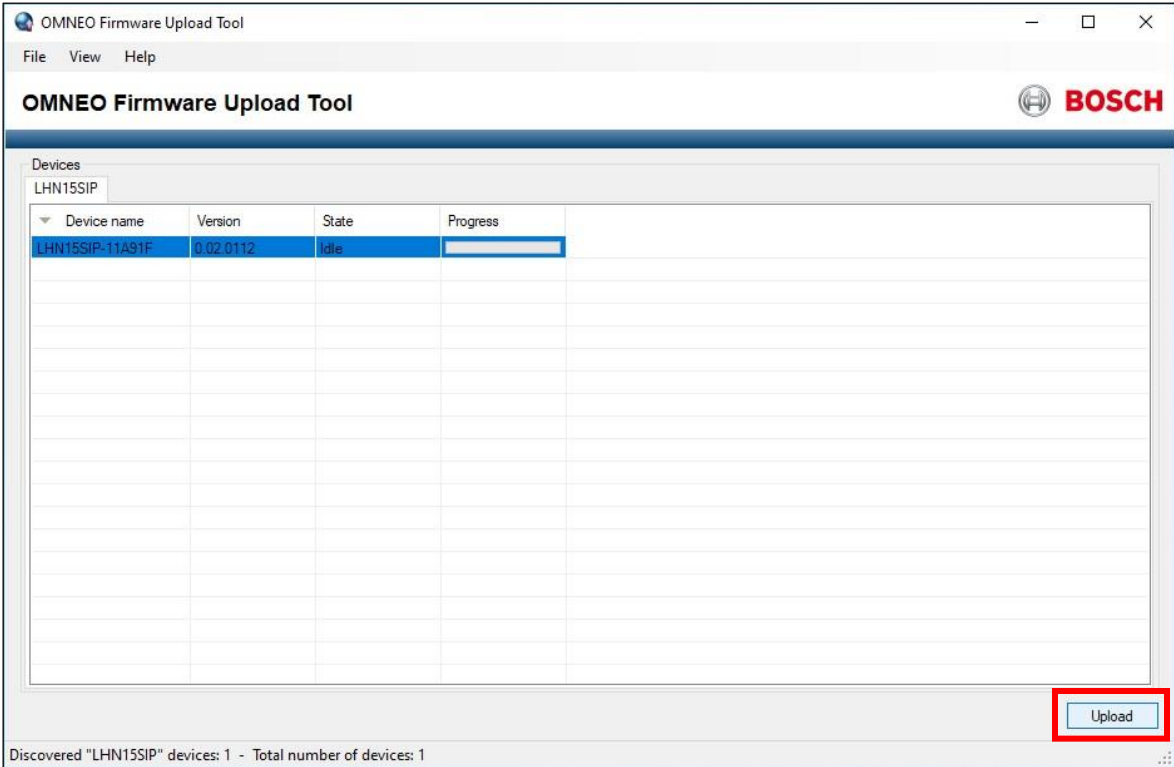 OMNEO Firmware Upload Tool
File View Help
OMNEO Firmware Upload Tool
BOSCH
Devices
LHN15SIP
Device name Version State Progress
LHN15SIP-11A91F 0.02.0112 Idle
Upload
Discovered "LHN15SIP" devices: 1 - Total number of devices: 1